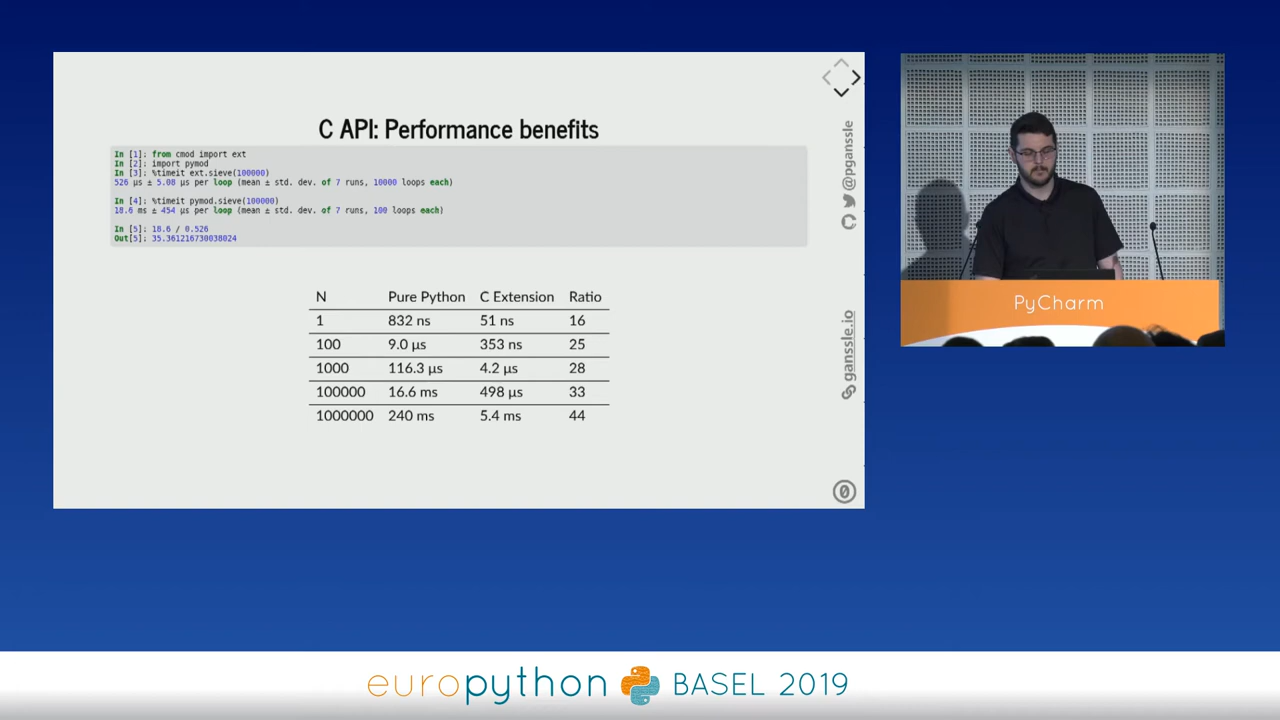 C API: Performance benefits
In [1]: from cmod import ext
In [2]: import pymod
In [3]: %timeit ext.sieve(100000)
526 µs ± 5.08 µs per loop (mean ± std. dev. of 7 runs, 10000 loops each)
In [4]: %timeit pymod.sieve(100000)
18.6 ms ± 454 µs per loop (mean ± std. dev. of 7 runs, 100 loops each)
In [5]: 18.6 / 0.526
Out[5]: 35.361216730038024
N Pure Python C Extension Ratio
1 832 ns 51 ns 16
100 9.0 µs 353 ns 25
1000 116.3 µs 4.2 µs 28
100000 16.6 ms 498 µs 33
1000000 240 ms 5.4 ms 44
@pganssle
ganssle.io
PyCharm
europython BASEL 2019